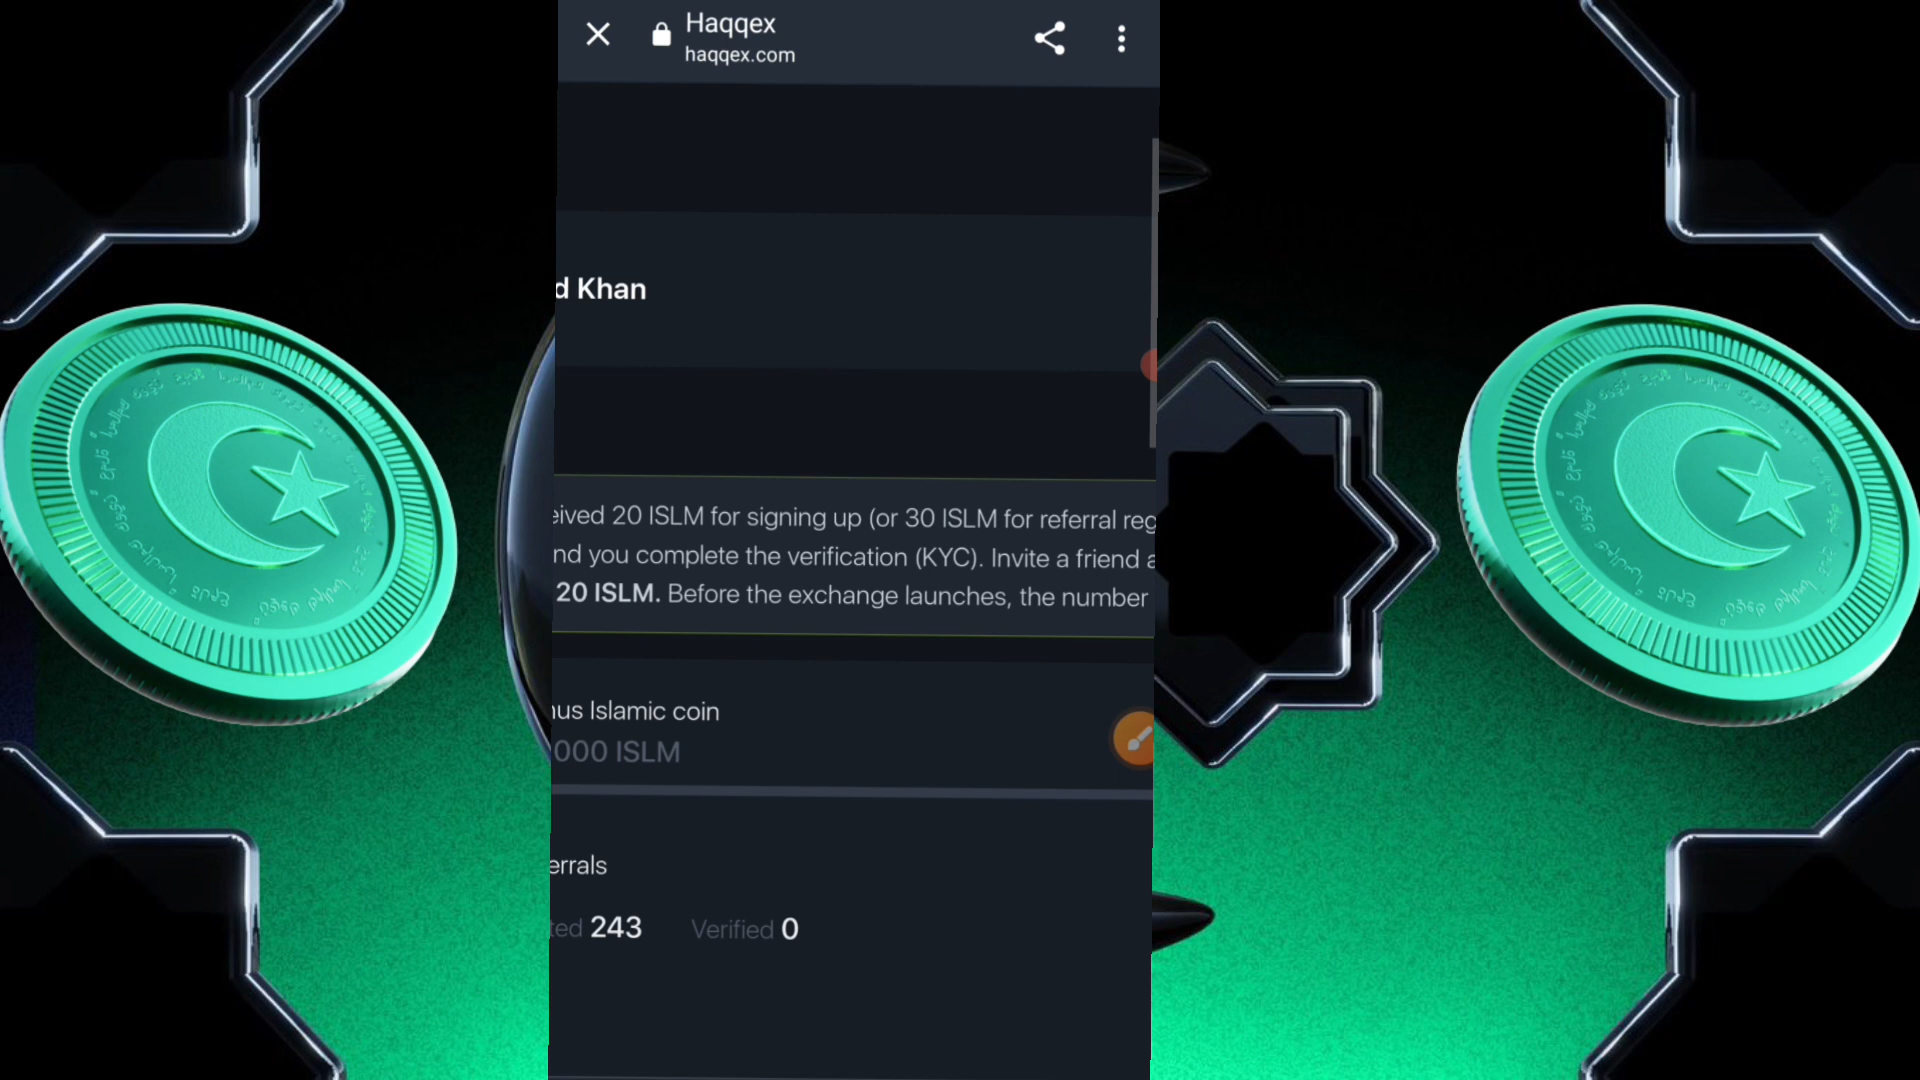 Haqqex
haqqex.com
d Khan
eived 20 ISLM for signing up (or 30 ISLM for referral reg
nd you complete the verification (KYC). Invite a friend a
20 ISLM. Before the exchange launches, the number
nus Islamic coin
000 ISLM
errals
ted 243 Verified 0